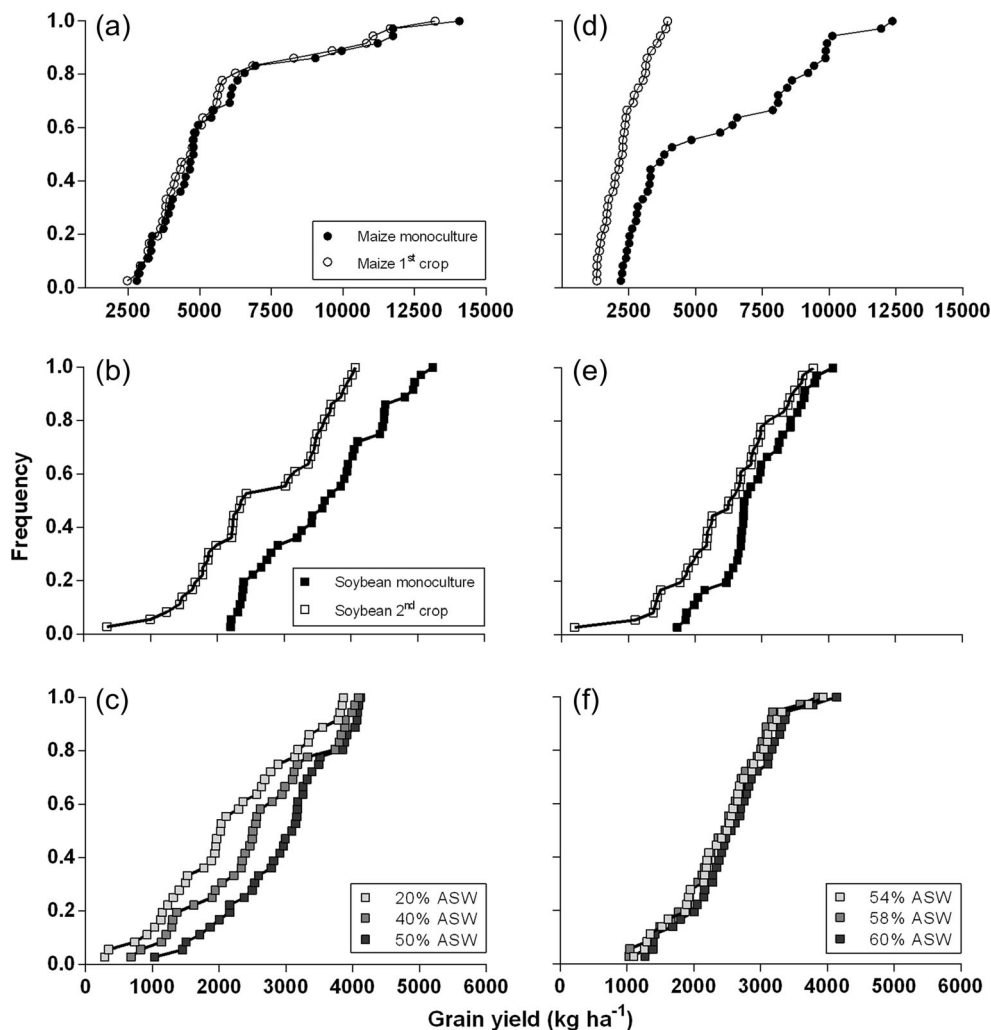 (a)
1.0
0.8
0.6
0.4
0.2
0.0
2500 5000 7500 10000 12500 15000
Maize monoculture
Maize 1st crop
(d)
2500 5000 7500 10000 12500 15000
(b)
1.0
0.8
0.6
0.4
0.2
0.0
Frequency
Soybean monoculture
Soybean 2nd crop
(e)
(c)
1.0
0.8
0.6
0.4
0.2
0.0
0 1000 2000 3000 4000 5000 6000
20% ASW
40% ASW
50% ASW
(f)
0 1000 2000 3000 4000 5000 6000
54% ASW
58% ASW
60% ASW
Grain yield (kg ha-1)